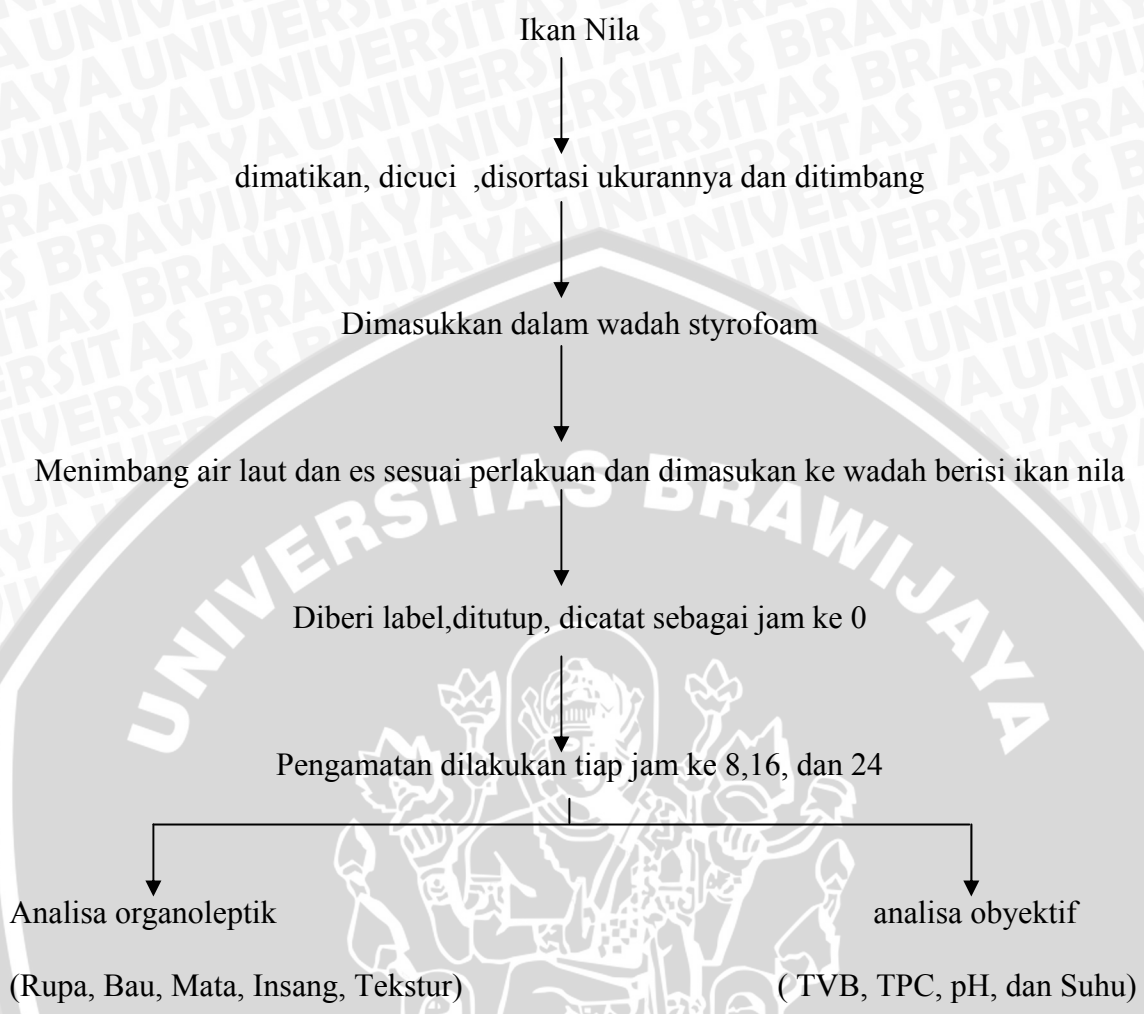 Ikan Nila
dimatikan, dicuci ,disortasi ukurannya dan ditimbang
Dimasukkan dalam wadah styrofoam
Menimbang air laut dan es sesuai perlakuan dan dimasukan ke wadah berisi ikan nila
Diberi label,ditutup, dicatat sebagai jam ke 0
Pengamatan dilakukan tiap jam ke 8,16, dan 24
Analisa organoleptik
(Rupa, Bau, Mata, Insang, Tekstur)
analisa obyektif
( TVB, TPC, pH, dan Suhu)
UNIVERSITAS BRAWIJAYA